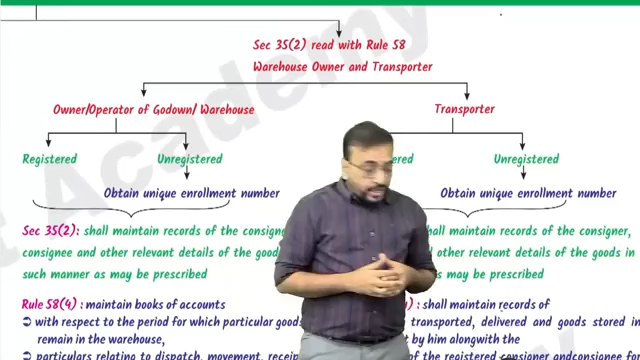 Sec 35(2) read with Rule 58
Warehouse Owner and Transporter
Owner/Operator of Godown/ Warehouse
Transporter
Registered
Unregistered
Unregistered
Obtain unique enrollment number
Obtain unique enrollment number
Sec 35(2): shall maintain records of the consigner
consignee and other relevant details of the goods
such manner as may be prescribed
hall maintain records of the consigner,
d other relevant details of the goods in
as may be prescribed
Rule 58(4) : maintain books of accounts
➲ with respect to the period for which particular goods
remain in the warehouse,
➲ particulars relating to dispatch, movement, receip
: shall maintain records of
transported, delivered and goods stored in
t by him alongwith the
of the registered consigner and consignee for
Academy